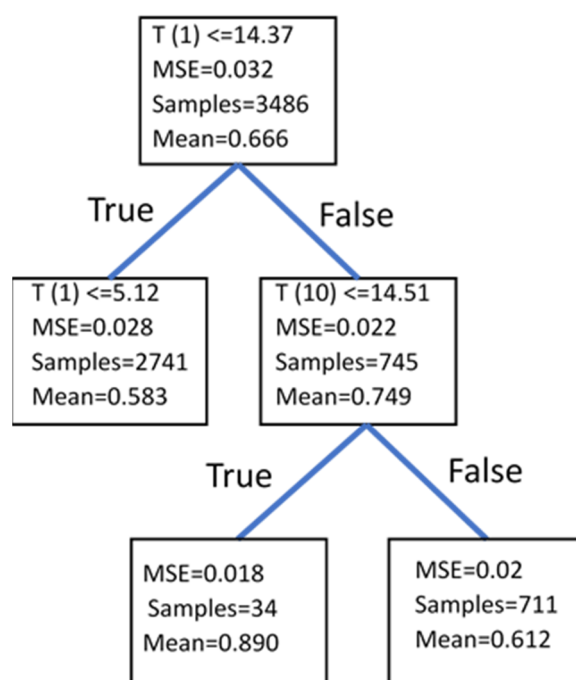 T (1) <=14.37
MSE=0.032
Samples=3486
Mean=0.666
True
False
T (1) <=5.12
MSE=0.028
Samples=2741
Mean=0.583
T (10) <=14.51
MSE=0.022
Samples=745
Mean=0.749
True
False
MSE=0.018
Samples=34
Mean=0.890
MSE=0.02
Samples=711
Mean=0.612